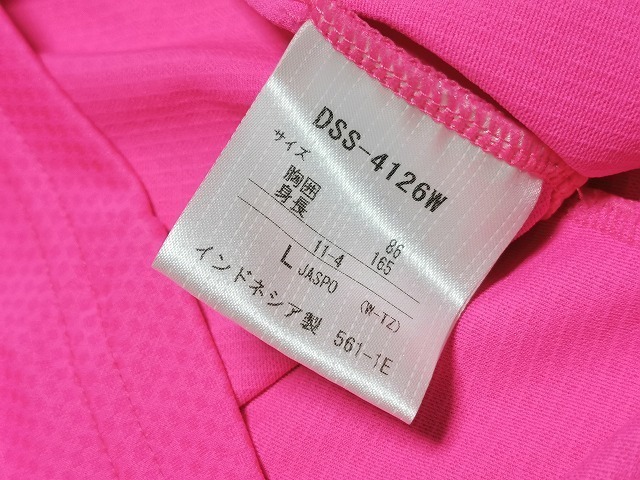 DSS-4126W
サイズ
胸囲 86
身長 165
11-4
L JASPO (W-TZ)
インドネシア製 561-1E